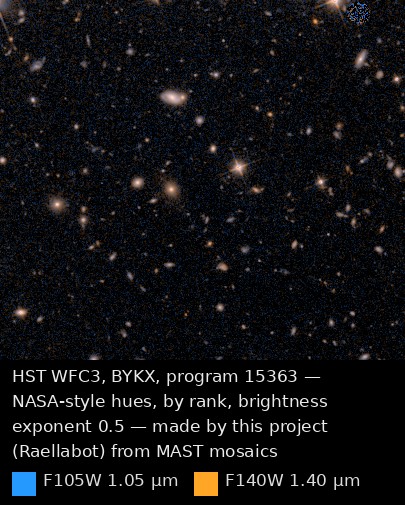 HST WFC3, BYKX, program 15363 —
NASA-style hues, by rank, brightness
exponent 0.5 — made by this project
(Raellabot) from MAST mosaics
F105W 1.05 µm F140W 1.40 µm